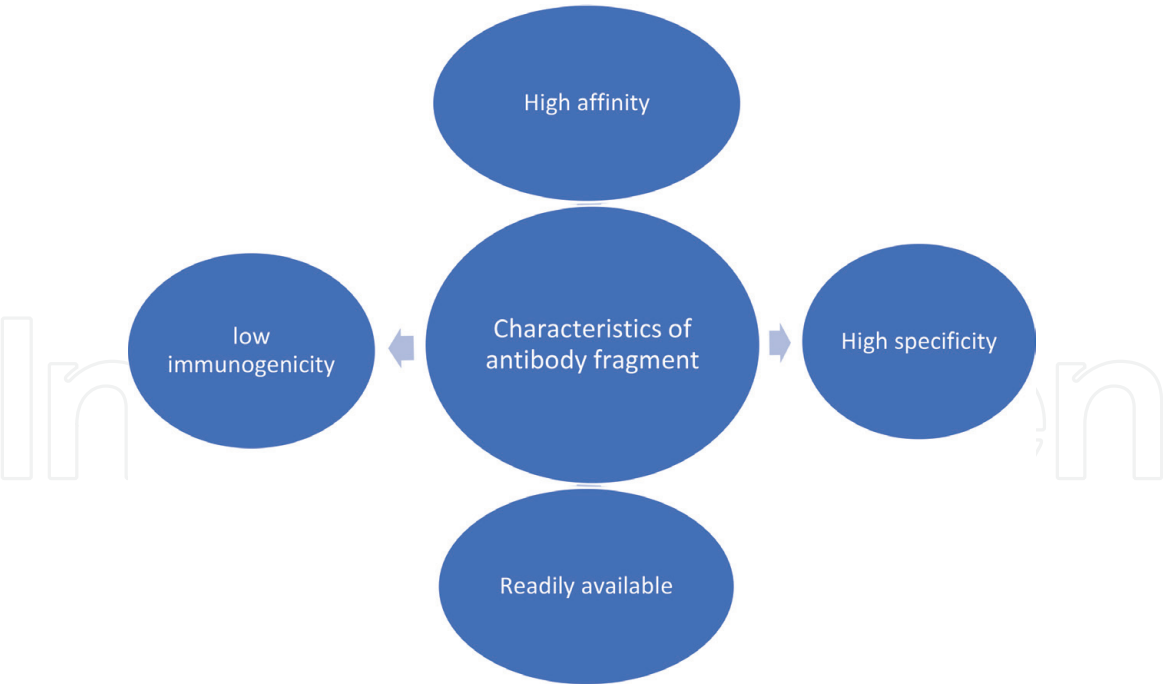 High affinity
low
immunogenicity
Characteristics of
antibody fragment
High specificity
Readily available